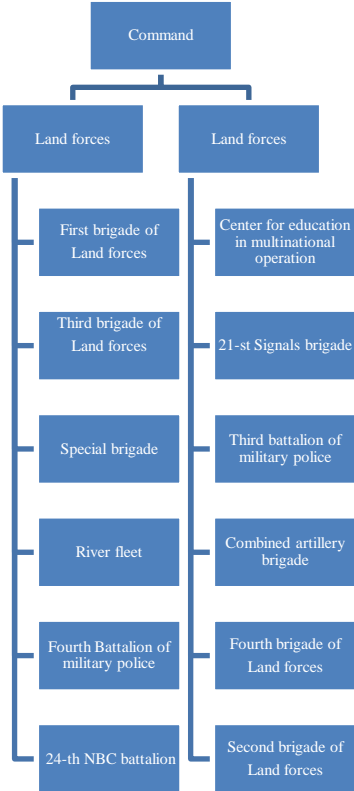 Command
Land forces
Land forces
First brigade of
Land forces
Third brigade of
Land forces
Special brigade
River fleet
Fourth Battalion of
military police
24-th NBC battalion
Center for education
in multinational
operation
21-st Signals brigade
Third battalion of
military police
Combined artillery
brigade
Fourth brigade of
Land forces
Second brigade of
Land forces